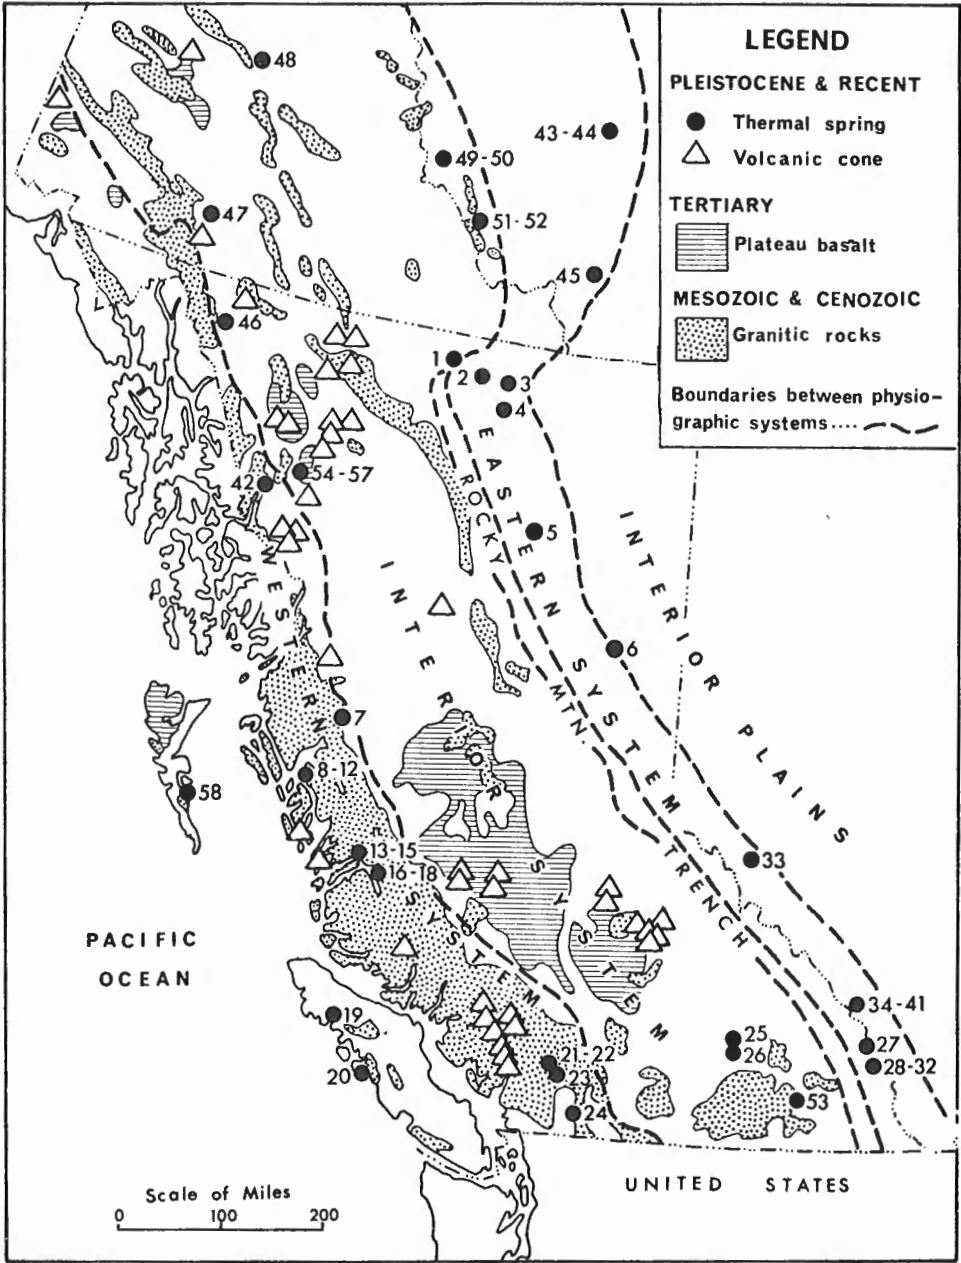 LEGEND
PLEISTOCENE & RECENT
Thermal spring
Volcanic cone
TERTIARY
Plateau basalt
MESOZOIC & CENOZOIC
Granitic rocks
Boundaries between physio-
graphic systems ....
48
43-44
49-50
47
51-52
45
46
1
2
3
4
54-57
42
5
6
7
8-12
58
13-15
16-18
33
34-41
19
25
27
21-22
26
28-32
20
23
53
24
EASTERN SYSTEM
ROCKY MTN. TRENCH
INTERIOR PLAINS
INTERIOR SYSTEM
WESTERN SYSTEM
PACIFIC
OCEAN
UNITED STATES
Scale of Miles
0 100 200